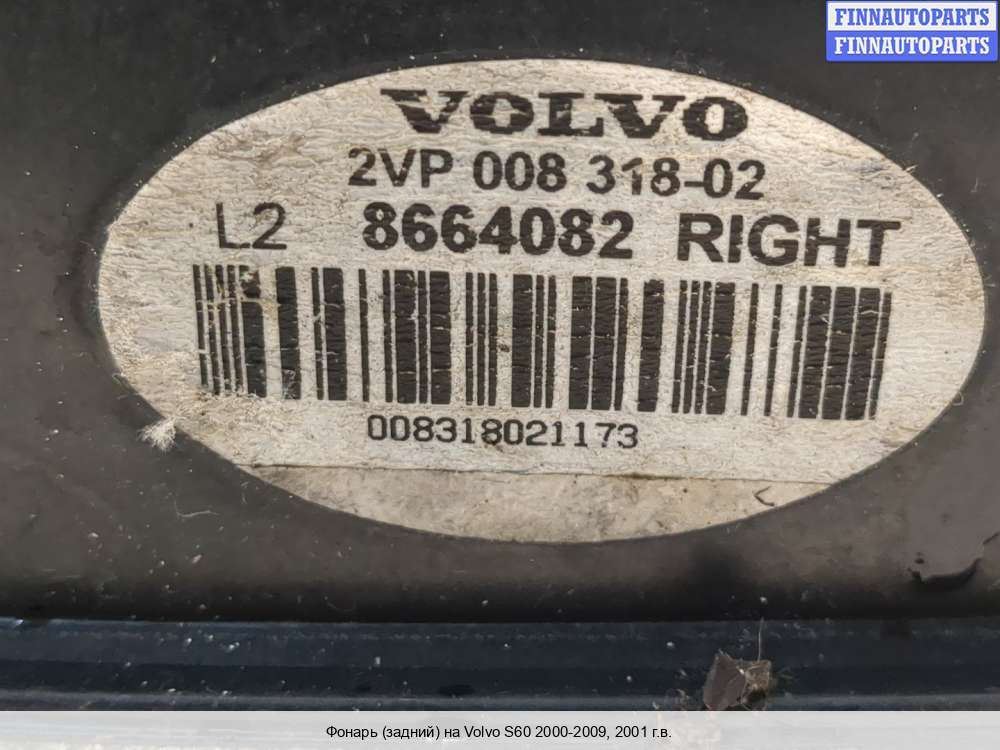 FINNAUTOPARTS
FINNAUTOPARTS
VOLVO
2VP 008 318-02
L2 8664082 RIGHT
008318021173
Фонарь (задний) на Volvo S60 2000-2009, 2001 г.в.